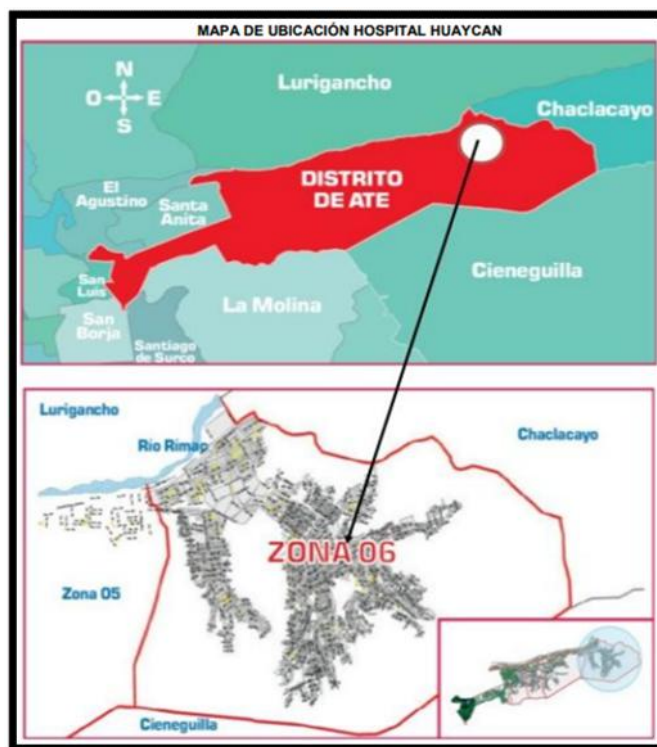 MAPA DE UBICACIÓN HOSPITAL HUAYCAN
N
O E
S
Lurigancho
Chaclacayo
DISTRITO
DE ATE
El
Agustino
Santa
Anita
Cieneguilla
San
Luis
La Molina
San
Borja
Santiago
de Surco
Lurigancho
Rio Rimap
Chaclacayo
ZONA 06
Zona 05
Cieneguilla